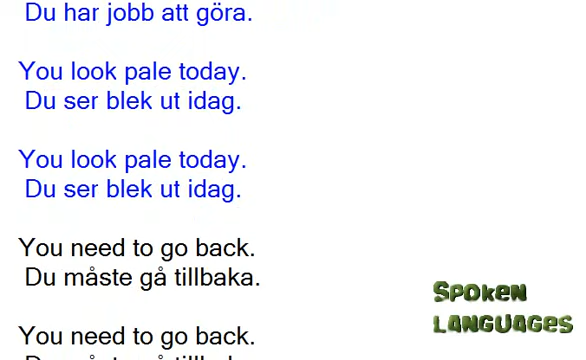 Du har jobb att göra.
You look pale today.
Du ser blek ut idag.
You look pale today.
Du ser blek ut idag.
You need to go back.
Du måste gå tillbaka.
You need to go back.
Spoken
Languages